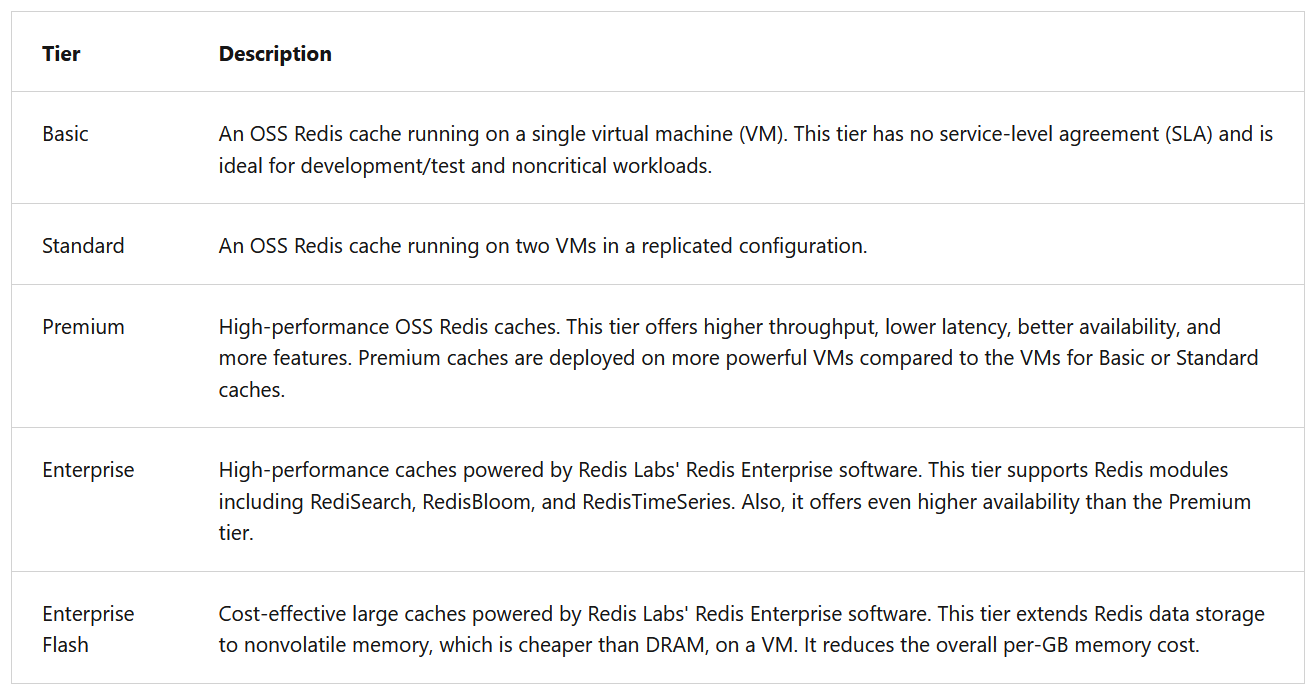 Tier Description
Basic An OSS Redis cache running on a single virtual machine (VM). This tier has no service-level agreement (SLA) and is
ideal for development/test and noncritical workloads.
Standard An OSS Redis cache running on two VMs in a replicated configuration.
Premium High-performance OSS Redis caches. This tier offers higher throughput, lower latency, better availability, and
more features. Premium caches are deployed on more powerful VMs compared to the VMs for Basic or Standard
caches.
Enterprise High-performance caches powered by Redis Labs' Redis Enterprise software. This tier supports Redis modules
including RediSearch, RedisBloom, and RedisTimeSeries. Also, it offers even higher availability than the Premium
tier.
Enterprise Cost-effective large caches powered by Redis Labs' Redis Enterprise software. This tier extends Redis data storage
Flash to nonvolatile memory, which is cheaper than DRAM, on a VM. It reduces the overall per-GB memory cost.